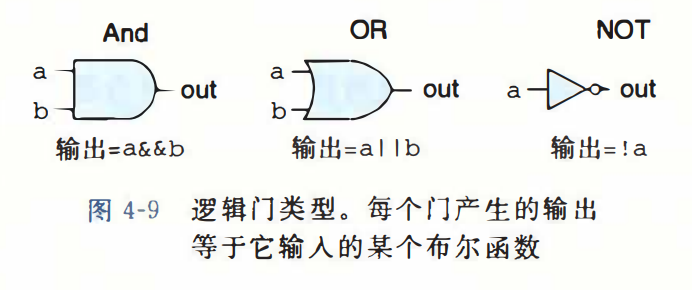 And OR NOT
a a
b out b out a out
输出=a&&b 输出=a||b 输出=!a
图 4-9 逻辑门类型。每个门产生的输出
等于它输入的某个布尔函数